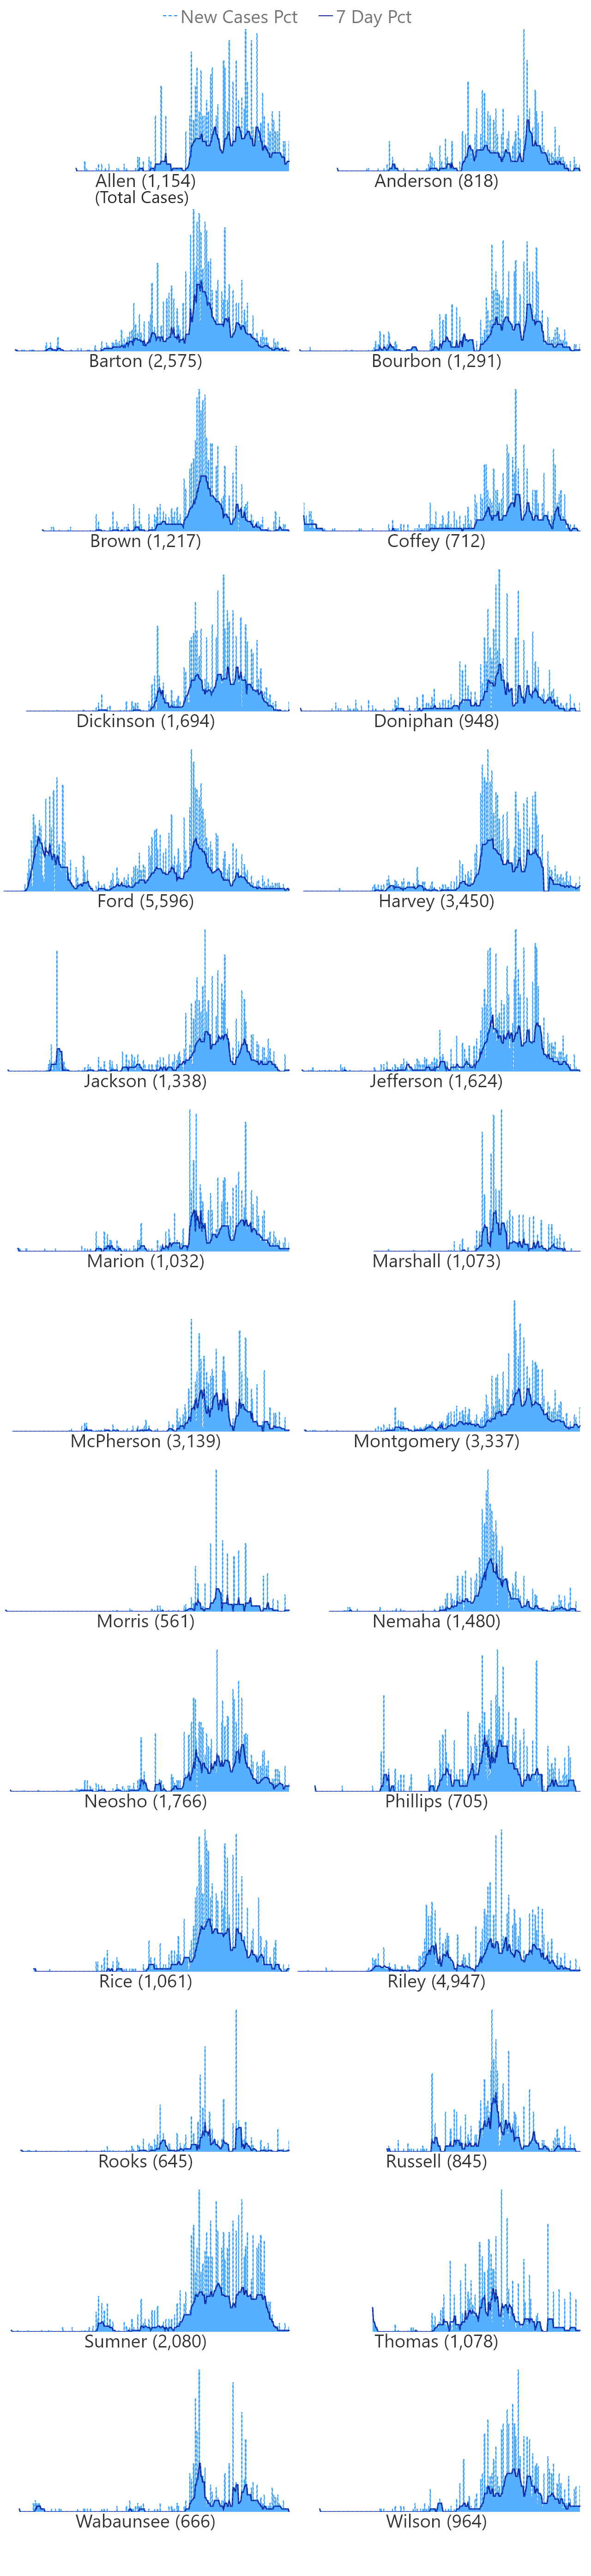 New Cases Pct 7 Day Pct
Allen (1,154) Anderson (818)
(Total Cases)
Barton (2,575) Bourbon (1,291)
Brown (1,217) Coffey (712)
Dickinson (1,694) Doniphan (948)
Ford (5,596) Harvey (3,450)
Jackson (1,338) Jefferson (1,624)
Marion (1,032) Marshall (1,073)
McPherson (3,139) Montgomery (3,337)
Morris (561) Nemaha (1,480)
Neosho (1,766) Phillips (705)
Rice (1,061) Riley (4,947)
Rooks (645) Russell (845)
Sumner (2,080) Thomas (1,078)
Wabaunsee (666) Wilson (964)